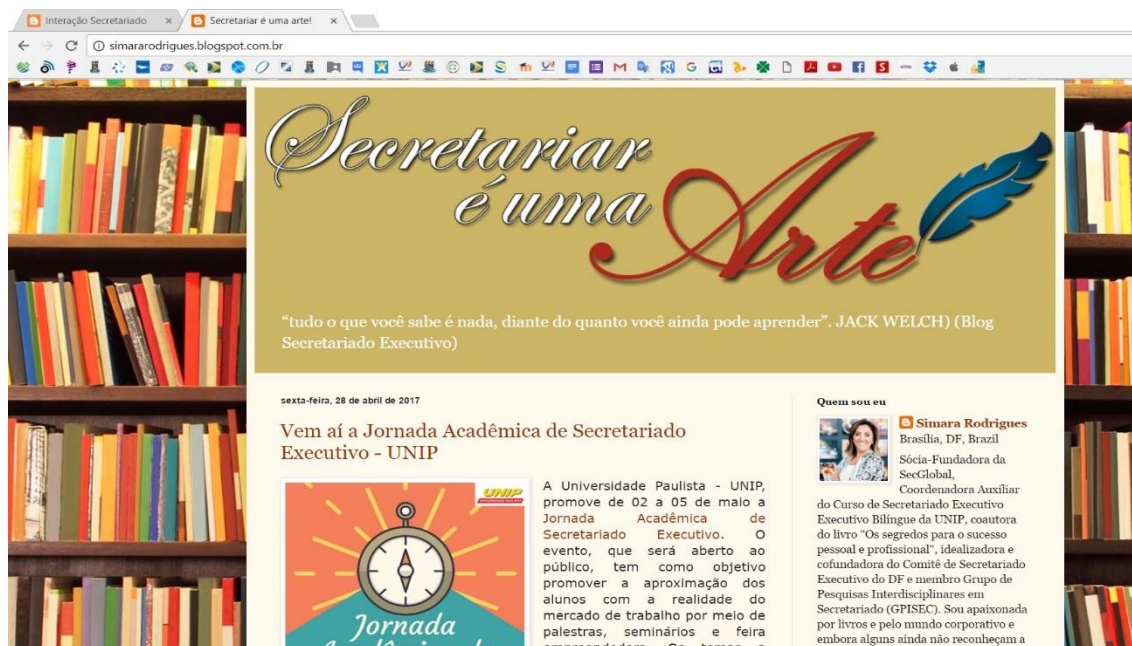 Interação Secretariado
Secretariar é uma arte!
simararodrigues.blogspot.com.br
Secretariar
é uma
Arte
“tudo o que você sabe é nada, diante do quanto você ainda pode aprender”. JACK WELCH) (Blog
Secretariado Executivo)
sexta-feira, 28 de abril de 2017
Vem aí a Jornada Acadêmica de Secretariado
Executivo - UNIP
UNIP
Jornada
A Universidade Paulista - UNIP,
promove de 02 a 05 de maio a
Jornada Acadêmica de
Secretariado Executivo. O
evento, que será aberto ao
público, tem como objetivo
promover a aproximação dos
alunos com a realidade do
mercado de trabalho por meio de
palestras, seminários e feira
Quem sou eu
Simara Rodrigues
Brasília, DF, Brazil
Sócia-Fundadora da
SecGlobal,
Coordenadora Auxiliar
do Curso de Secretariado Executivo
Executivo Bilíngue da UNIP, coautora
do livro "Os segredos para o sucesso
pessoal e profissional", idealizadora e
cofundadora do Comitê de Secretariado
Executivo do DF e membro Grupo de
Pesquisas Interdisciplinares em
Secretariado (GPISEC). Sou apaixonada
por livros e pelo mundo corporativo e
embora alguns ainda não reconheçam a